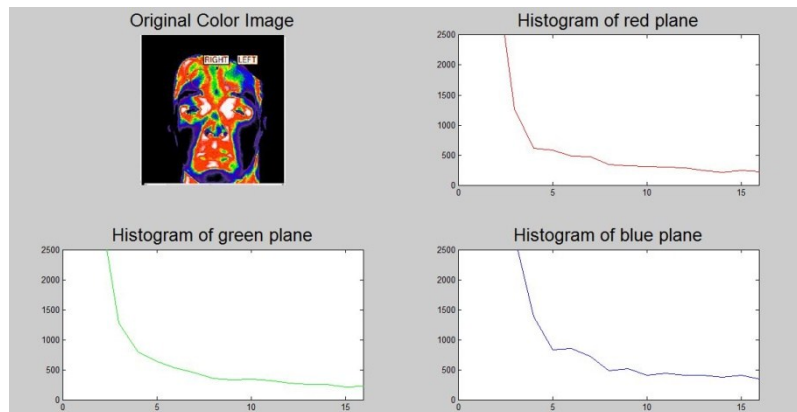 Original Color Image
RIGHT LEFT
Histogram of red plane
2500
2000
1500
1000
500
0
0 5 10 15
Histogram of green plane
2500
2000
1500
1000
500
0
0 5 10 15
Histogram of blue plane
2500
2000
1500
1000
500
0
0 5 10 15